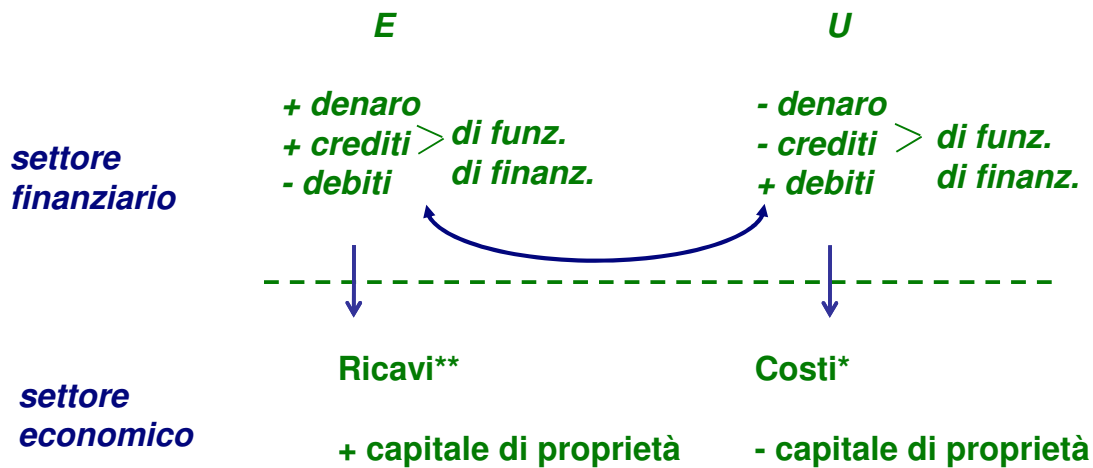 E U
+ denaro - denaro
+ crediti > di funz. - crediti > di funz.
settore
finanziario
- debiti di finanz. + debiti di finanz.
Ricavi** Costi*
settore
economico
+ capitale di proprietà - capitale di proprietà